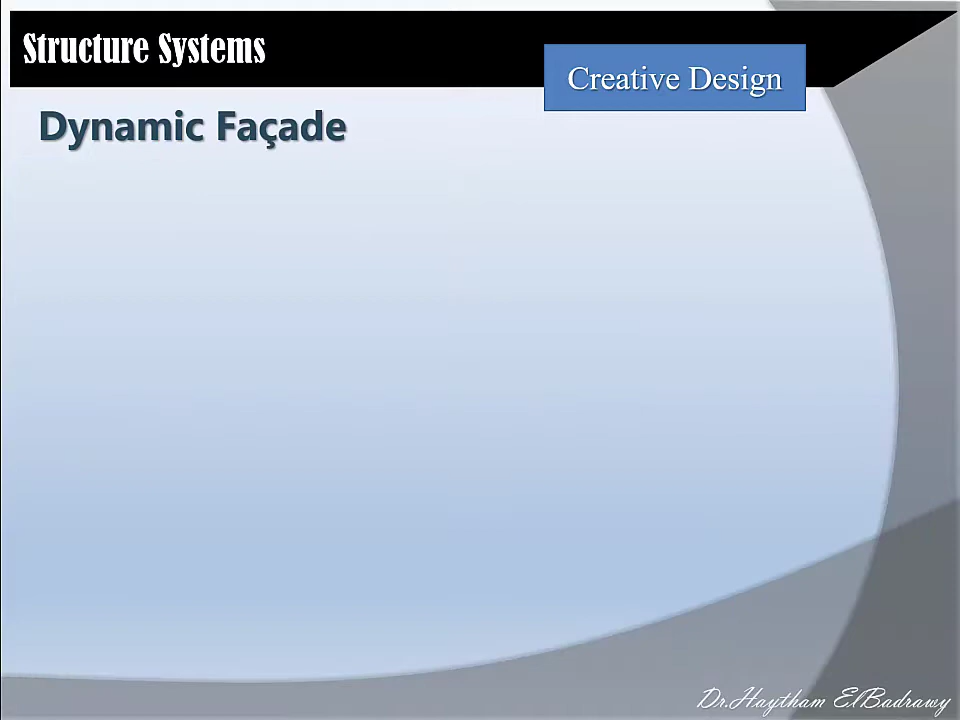 Structure Systems
Creative Design
Dynamic Façade
Dr.Haytham ElBadrawy